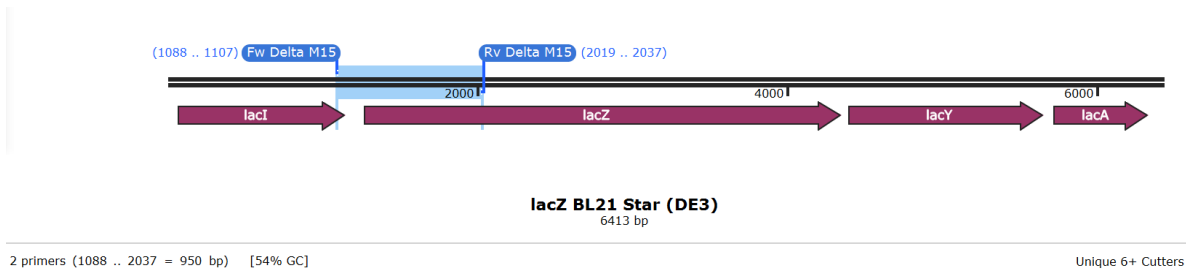 (1088 .. 1107) Fw Delta M15 Rv Delta M15 (2019 .. 2037)
2000 4000 6000
lacI lacZ lacY lacA
lacZ BL21 Star (DE3)
6413 bp
2 primers (1088 .. 2037 = 950 bp) [54% GC] Unique 6+ Cutters